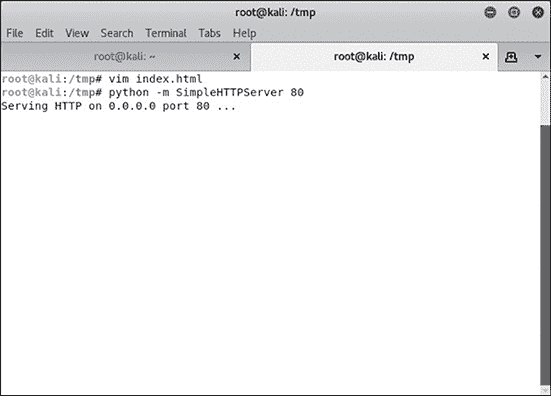 root@kali: /tmp
File Edit View Search Terminal Tabs Help
root@kali: ~ × root@kali: /tmp ×
root@kali:/tmp# vim index.html
root@kali:/tmp# python -m SimpleHTTPServer 80
Serving HTTP on 0.0.0.0 port 80 ...